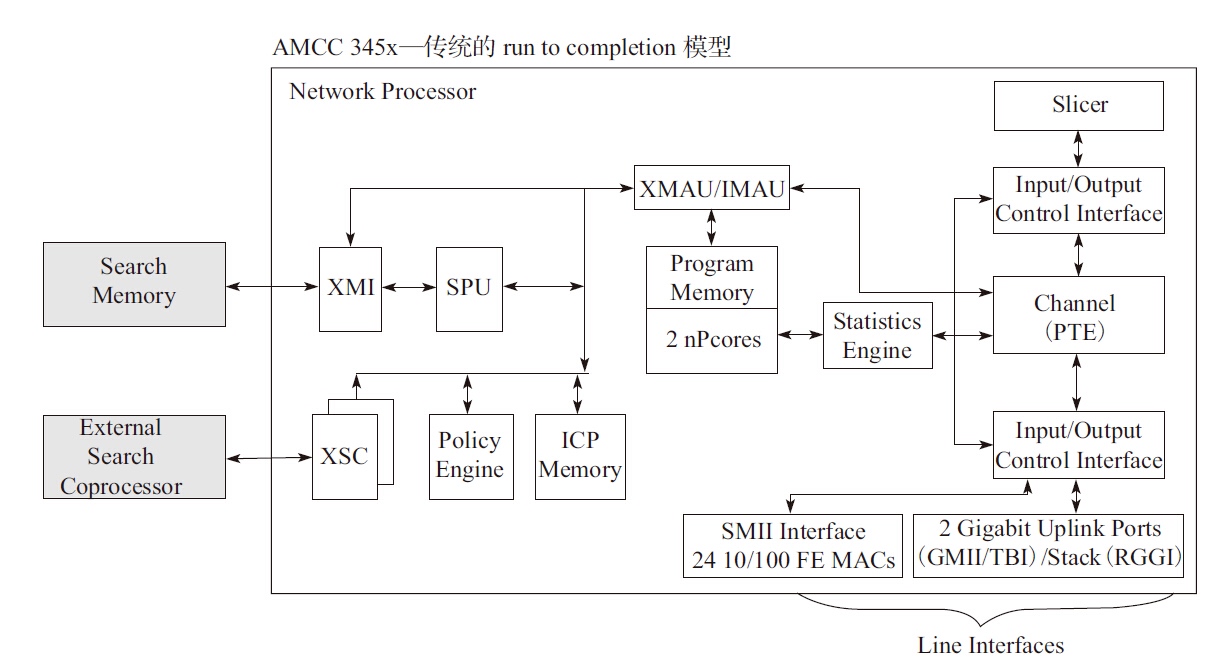 AMCC 345x—传统的 run to completion 模型
Network Processor
Slicer
XMAU/IMAU
Input/Output
Control Interface
Search
Memory
XMI
SPU
Program
Memory
2 nPcores
Statistics
Engine
Channel
(PTE)
External
Search
Coprocessor
XSC
Policy
Engine
ICP
Memory
Input/Output
Control Interface
SMII Interface
24 10/100 FE MACs
2 Gigabit Uplink Ports
(GMII/TBI) /Stack (RGGI)
Line Interfaces